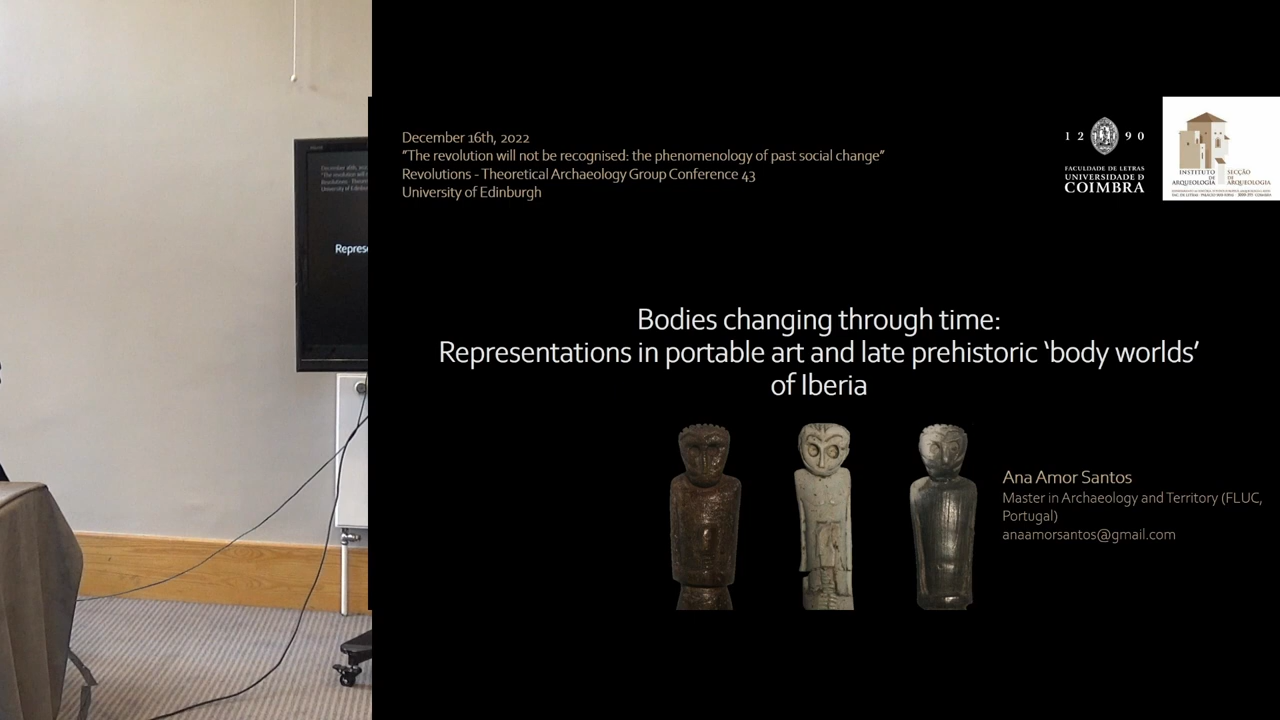 December 16th, 2022
"The revolution will not be recognised: the phenomenology of past social change"
Revolutions - Theoretical Archaeology Group Conference 43
University of Edinburgh
1 2 9 0
FACULDADE DE LETRAS
UNIVERSIDADE D
COIMBRA
INSTITUTO DE ARQUEOLOGIA
SECÇÃO DE ARQUEOLOGIA
Bodies changing through time:
Representations in portable art and late prehistoric ‘body worlds’
of Iberia
Ana Amor Santos
Master in Archaeology and Territory (FLUC,
Portugal)
anaamorsantos@gmail.com
Repres